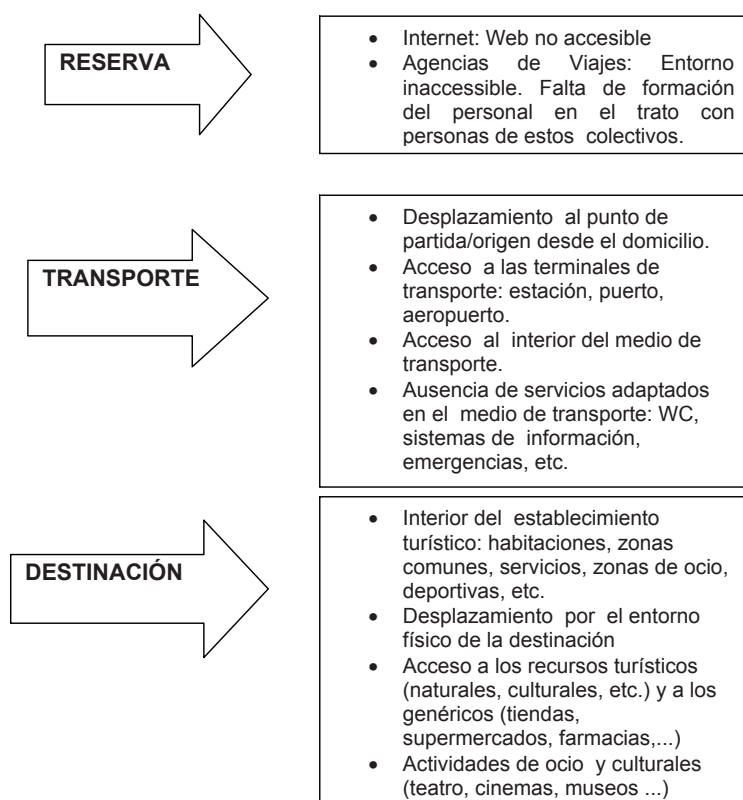 RESERVA
• Internet: Web no accesible
• Agencias de Viajes: Entorno
inaccessible. Falta de formación
del personal en el trato con
personas de estos colectivos.
TRANSPORTE
• Desplazamiento al punto de
partida/origen desde el domicilio.
• Acceso a las terminales de
transporte: estación, puerto,
aeropuerto.
• Acceso al interior del medio de
transporte.
• Ausencia de servicios adaptados
en el medio de transporte: WC,
sistemas de información,
emergencias, etc.
DESTINACIÓN
• Interior del establecimiento
turístico: habitaciones, zonas
comunes, servicios, zonas de ocio,
deportivas, etc.
• Desplazamiento por el entorno
físico de la destinación
• Acceso a los recursos turísticos
(naturales, culturales, etc.) y a los
genéricos (tiendas,
supermercados, farmacias,...)
• Actividades de ocio y culturales
(teatro, cinemas, museos ...)